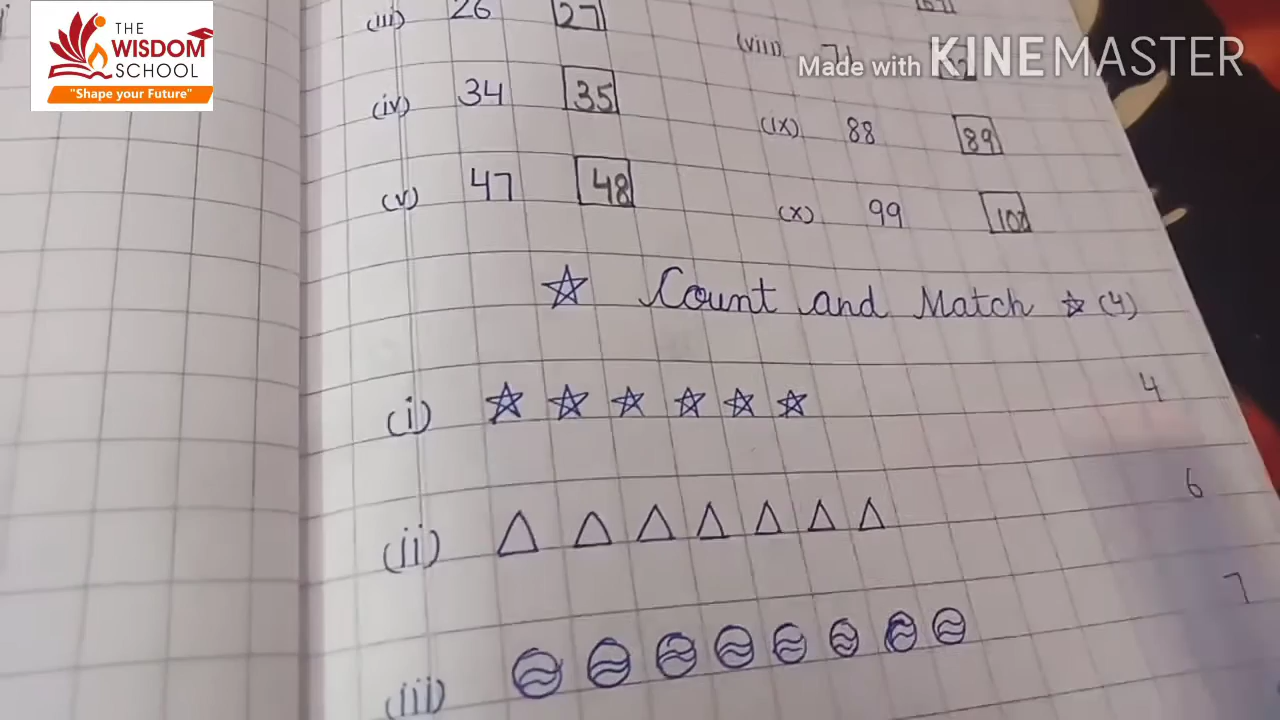 THE
WISDOM
SCHOOL
"Shape your Future"
Made with KINEMASTER
(iii) 26 27
(iv) 34 35
(v) 47 48
(viii)
(ix) 88 89
(x) 99 100
Count and Match (4)
(i) 4
(ii) 6
(iii) 7